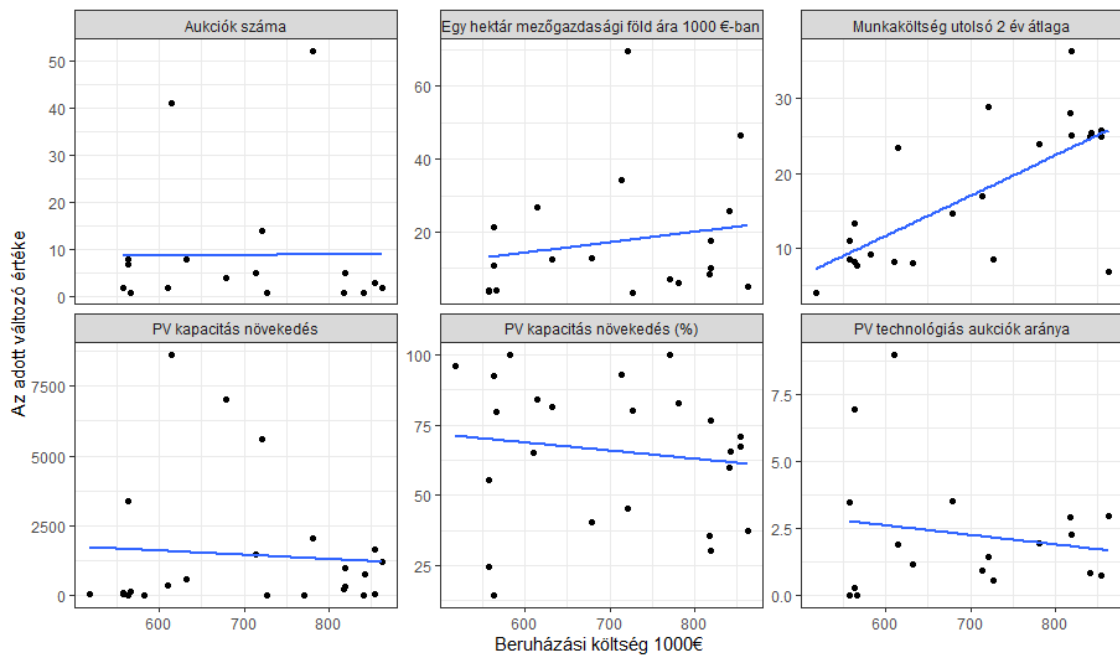 Aukciók száma
Egy hektár mezőgazdasági föld ára 1000 €-ban
Munkaköltség utolsó 2 év átlaga
50
40
30
20
10
0
60
40
20
30
20
10
PV kapacitás növekedés
PV kapacitás növekedés (%)
PV technológiás aukciók aránya
7500
5000
2500
0
100
75
50
25
7.5
5.0
2.5
0.0
600 700 800
600 700 800
600 700 800
Beruházási költség 1000€
Az adott változó értéke